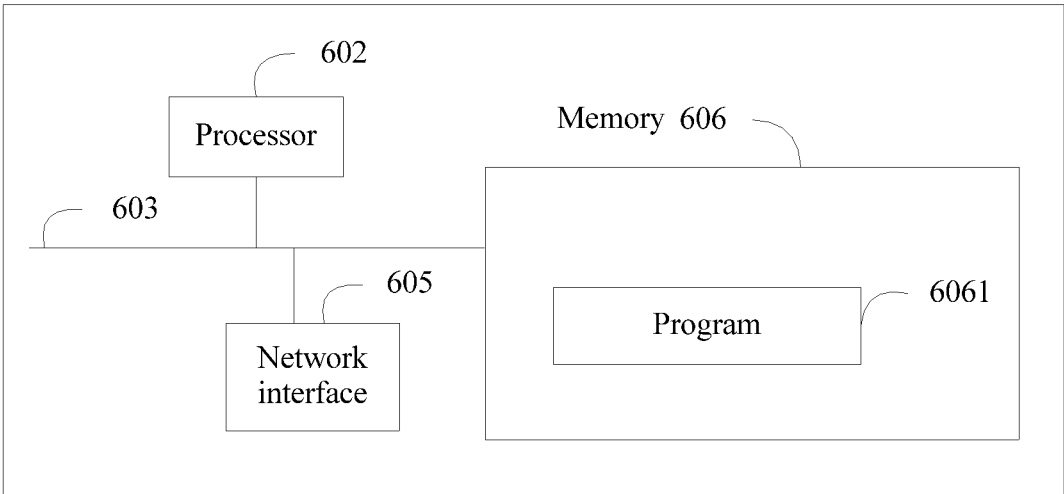 602
Processor
Memory 606
603
605
6061
Program
Network
interface